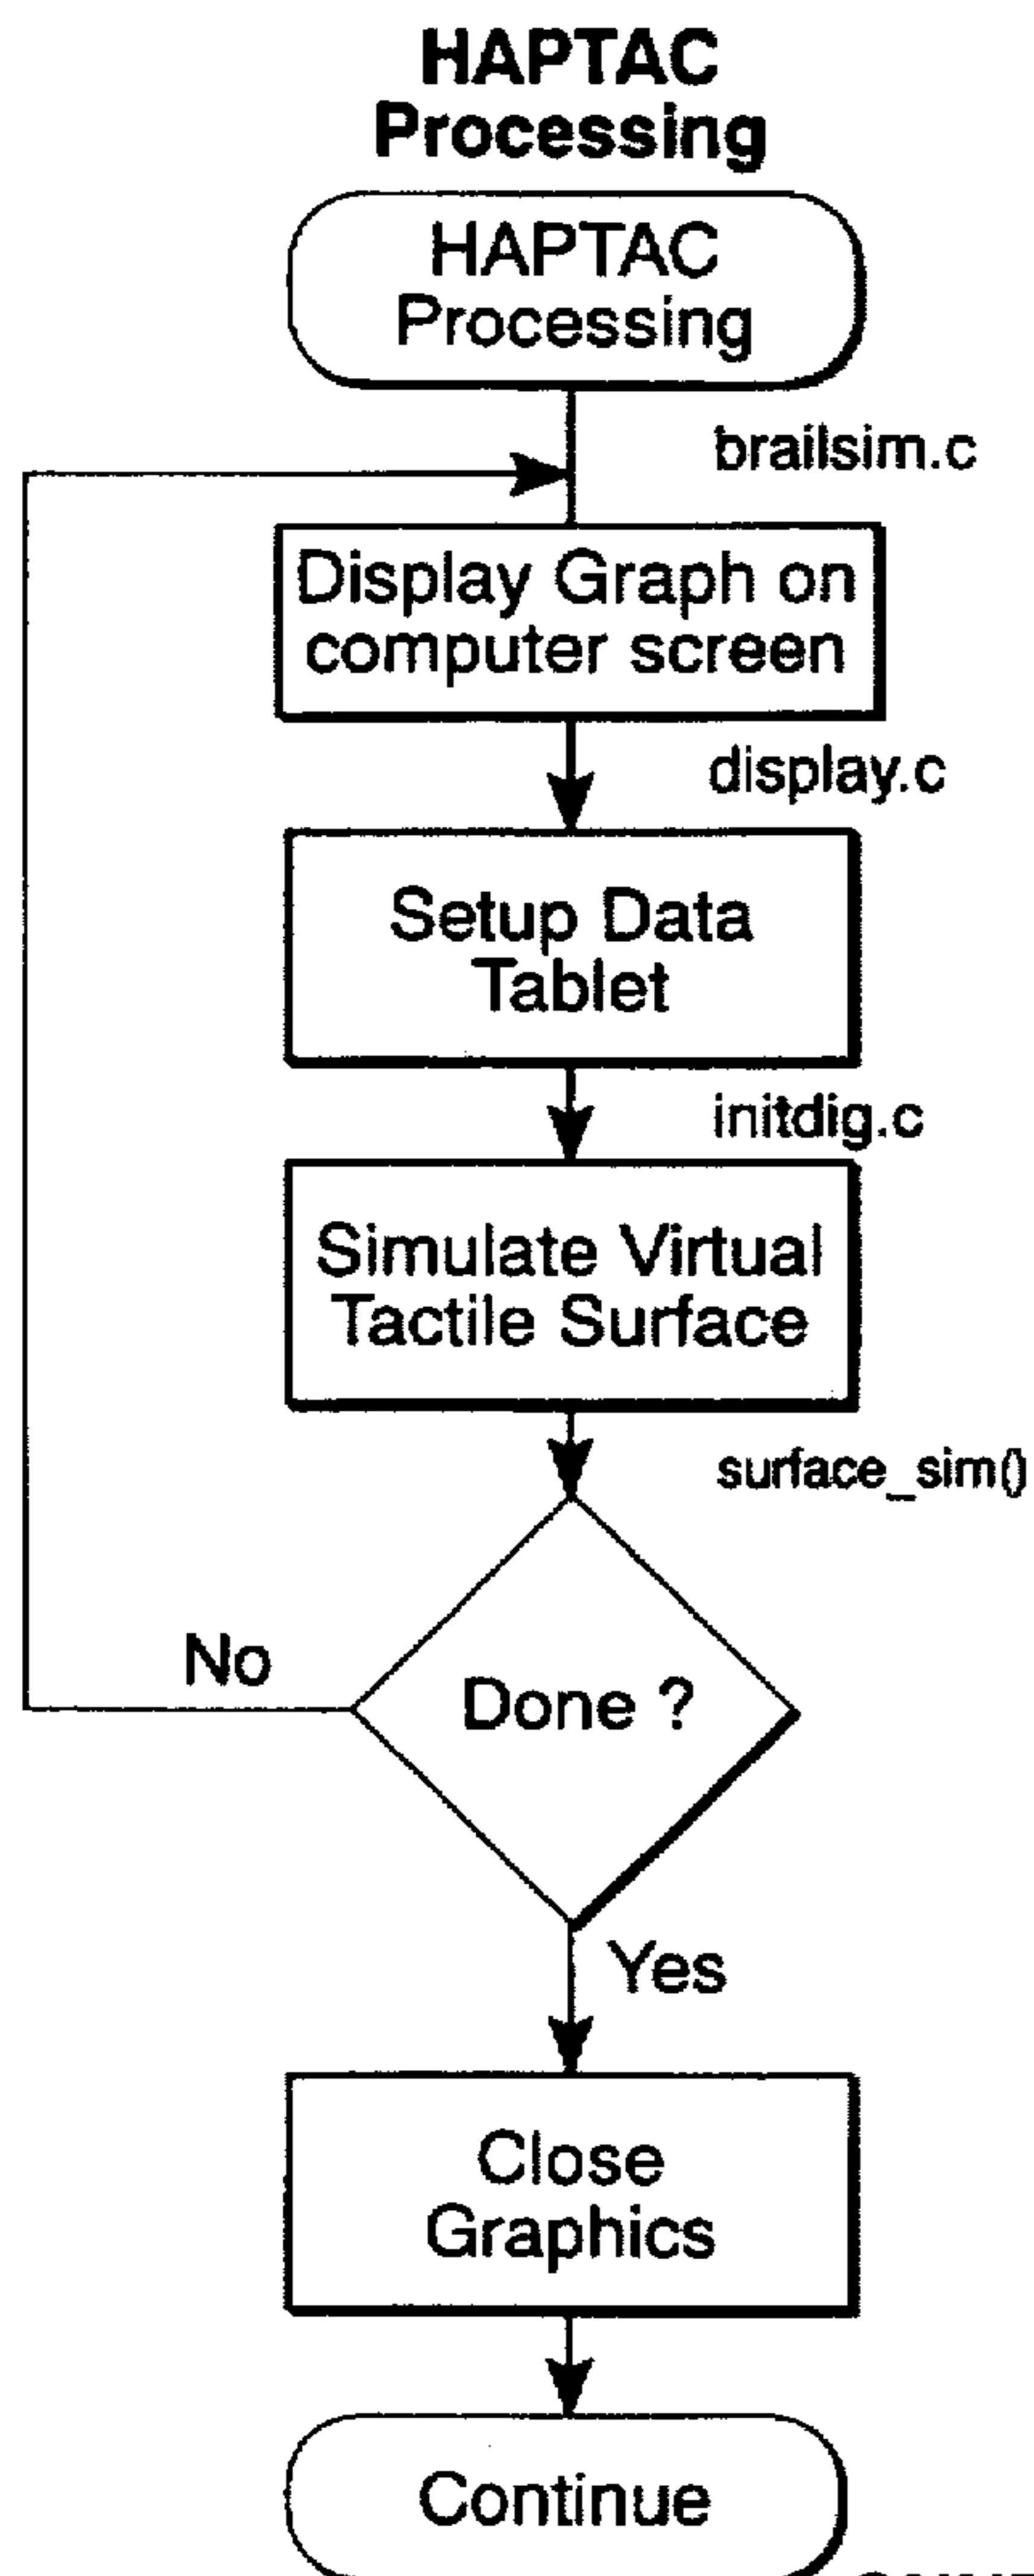 HAPTAC
Processing
HAPTAC
Processing
brailsim.c
Display Graph on
computer screen
display.c
Setup Data
Tablet
initdig.c
Simulate Virtual
Tactile Surface
surface_sim()
Done ?
No
Yes
Close
Graphics
Continue